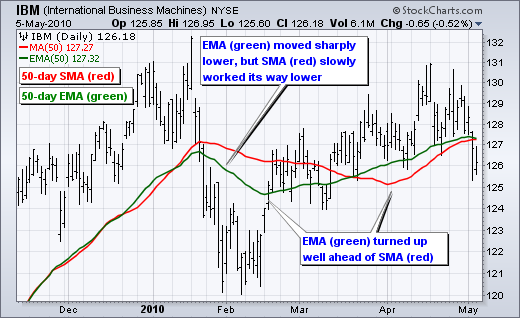 IBM (International Business Machines) NYSE
© StockCharts.com
5-May-2010 Op 125.85 Hi 126.95 Lo 125.50 Last 126.18 Vol 6.1M Chg -0.65 (-0.52%)
IBM (Daily) 126.18
MA(50) 127.27
EMA(50) 127.32
50-day SMA (red)
50-day EMA (green)
EMA (green) moved sharply
lower, but SMA (red) slowly
worked its way lower
EMA (green) turned up
well ahead of SMA (red)
132
131
130
129
128
127
126
125
124
123
122
121
120
Dec 2010 Feb Mar Apr May